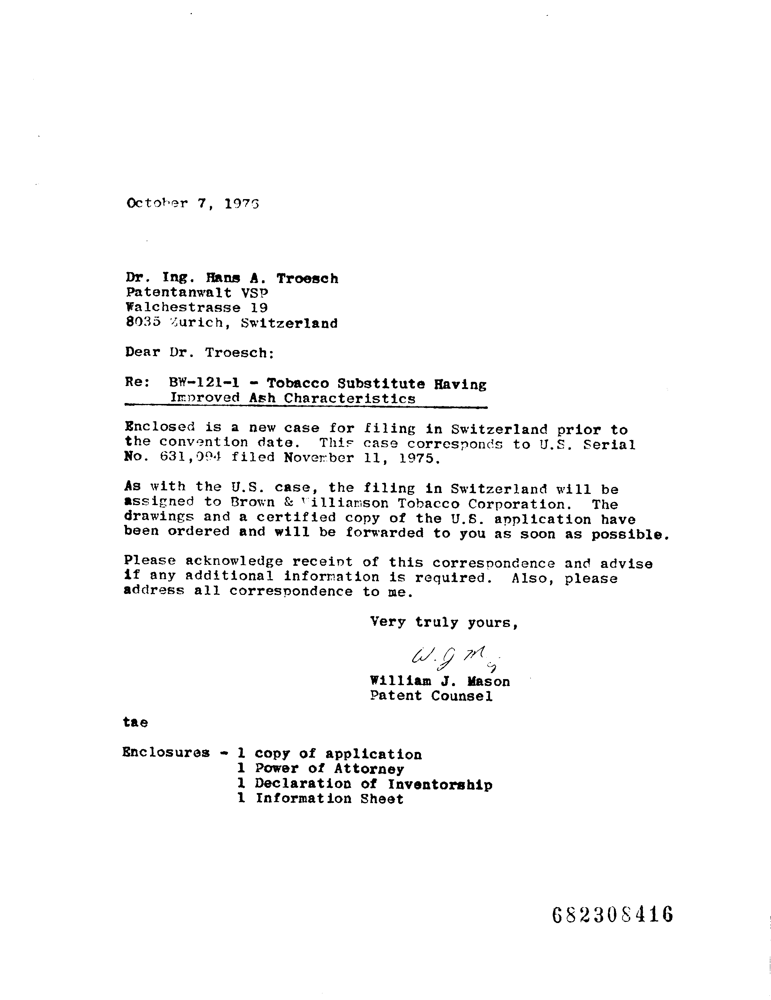 October 7, 1976
Dr. Ing. Hans A. Troesch
Patentanwalt VSP
Walchestrasse 19
8035 Zurich, Switzerland
Dear Dr. Troesch:
Re: BW-121-1 - Tobacco Substitute Having
Improved Ash Characteristics
Enclosed is a new case for filing in Switzerland prior to
the convention date. This case corresponds to U.S. Serial
No. 631,094 filed November 11, 1975.
As with the U.S. case, the filing in Switzerland will be
assigned to Brown & Williamson Tobacco Corporation. The
drawings and a certified copy of the U.S. application have
been ordered and will be forwarded to you as soon as possible.
Please acknowledge receipt of this correspondence and advise
if any additional information is required. Also, please
address all correspondence to me.
Very truly yours,
William J. Mason
Patent Counsel
tae
Enclosures - 1 copy of application
1 Power of Attorney
1 Declaration of Inventorship
1 Information Sheet
682308416